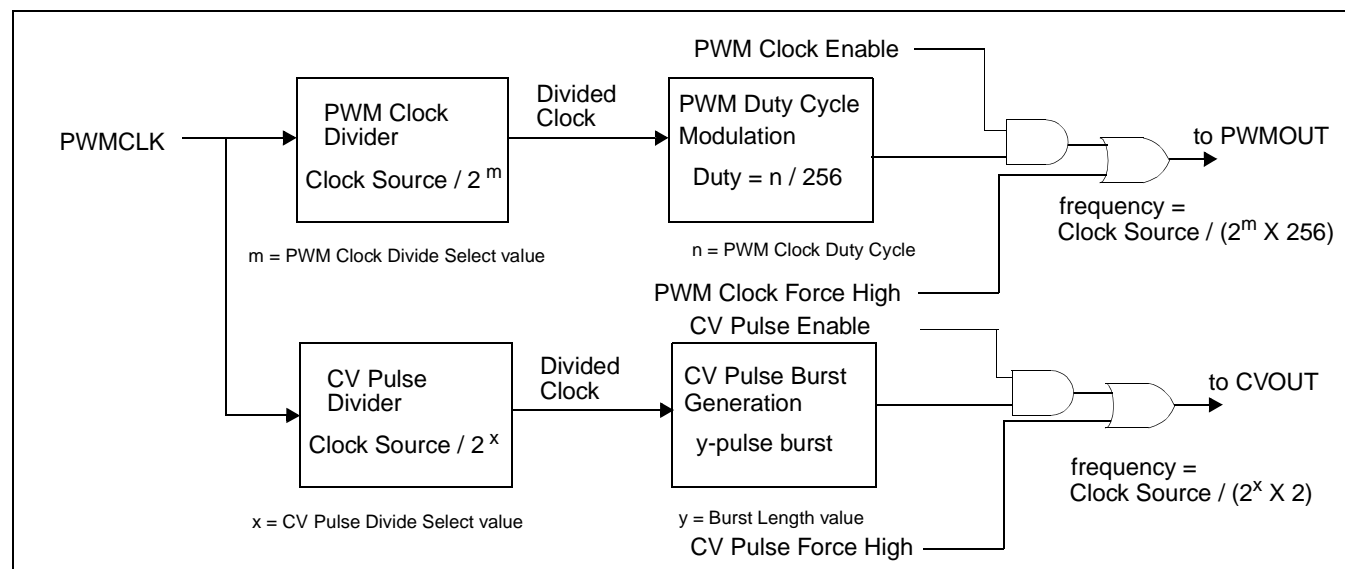 PWM Clock Enable
PWMCLK
PWM Clock
Divider
Clock Source / 2^m
Divided
Clock
PWM Duty Cycle
Modulation
Duty = n / 256
to PWMOUT
frequency =
Clock Source / (2^m X 256)
m = PWM Clock Divide Select value
n = PWM Clock Duty Cycle
PWM Clock Force High
CV Pulse Enable
CV Pulse
Divider
Clock Source / 2^x
Divided
Clock
CV Pulse Burst
Generation
y-pulse burst
to CVOUT
frequency =
Clock Source / (2^x X 2)
x = CV Pulse Divide Select value
y = Burst Length value
CV Pulse Force High